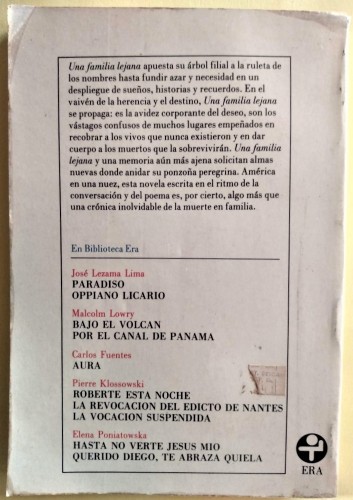 Una familia lejana apuesta su árbol filial a la ruleta de
los nombres hasta fundir azar y necesidad en un
despliegue de sueños, historias y recuerdos. En el
vaivén de la herencia y el destino, Una familia lejana
se propaga: es la avidez corporante del deseo, son los
vástagos confusos de muchos lugares empeñados en
recobrar a los vivos que nunca existieron y en dar
cuerpo a los muertos que la sobrevivirán. Una familia
lejana y una memoria aún más ajena solicitan almas
nuevas donde anidar su ponzoña peregrina. América
en una nuez, esta novela escrita en el ritmo de la
conversación y del poema es, por cierto, algo más que
una crónica inolvidable de la muerte en familia.
En Biblioteca Era
José Lezama Lima
PARADISO
OPPIANO LICARIO
Malcolm Lowry
BAJO EL VOLCAN
POR EL CANAL DE PANAMA
Carlos Fuentes
AURA
Pierre Klossowski
ROBERTE ESTA NOCHE
LA REVOCACION DEL EDICTO DE NANTES
LA VOCACION SUSPENDIDA
Elena Poniatowska
HASTA NO VERTE JESUS MIO
QUERIDO DIEGO, TE ABRAZA QUIELA
ERA